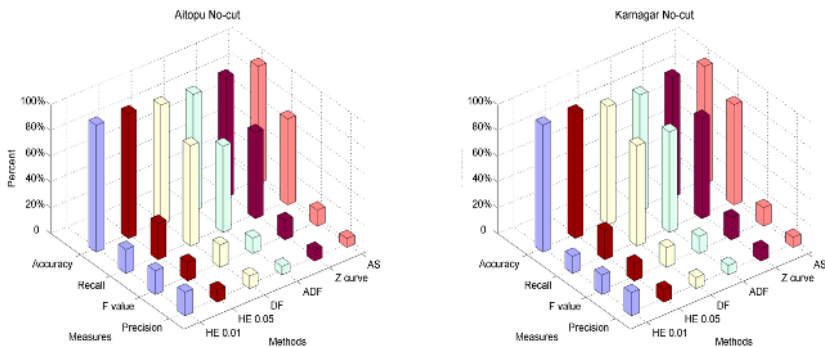 Aitopu No-cut
100%
80%
60%
40%
20%
0
Percent
Accuracy
Recall
F value
Precision
Measures
HE 0.01
HE 0.05
DF
ADF
Z curve
AS
Methods
Karnagar No-cut
100%
80%
60%
40%
20%
0
Accuracy
Recall
F value
Precision
Measures
HE 0.01
HE 0.05
DF
ADF
Z curve
AS
Methods